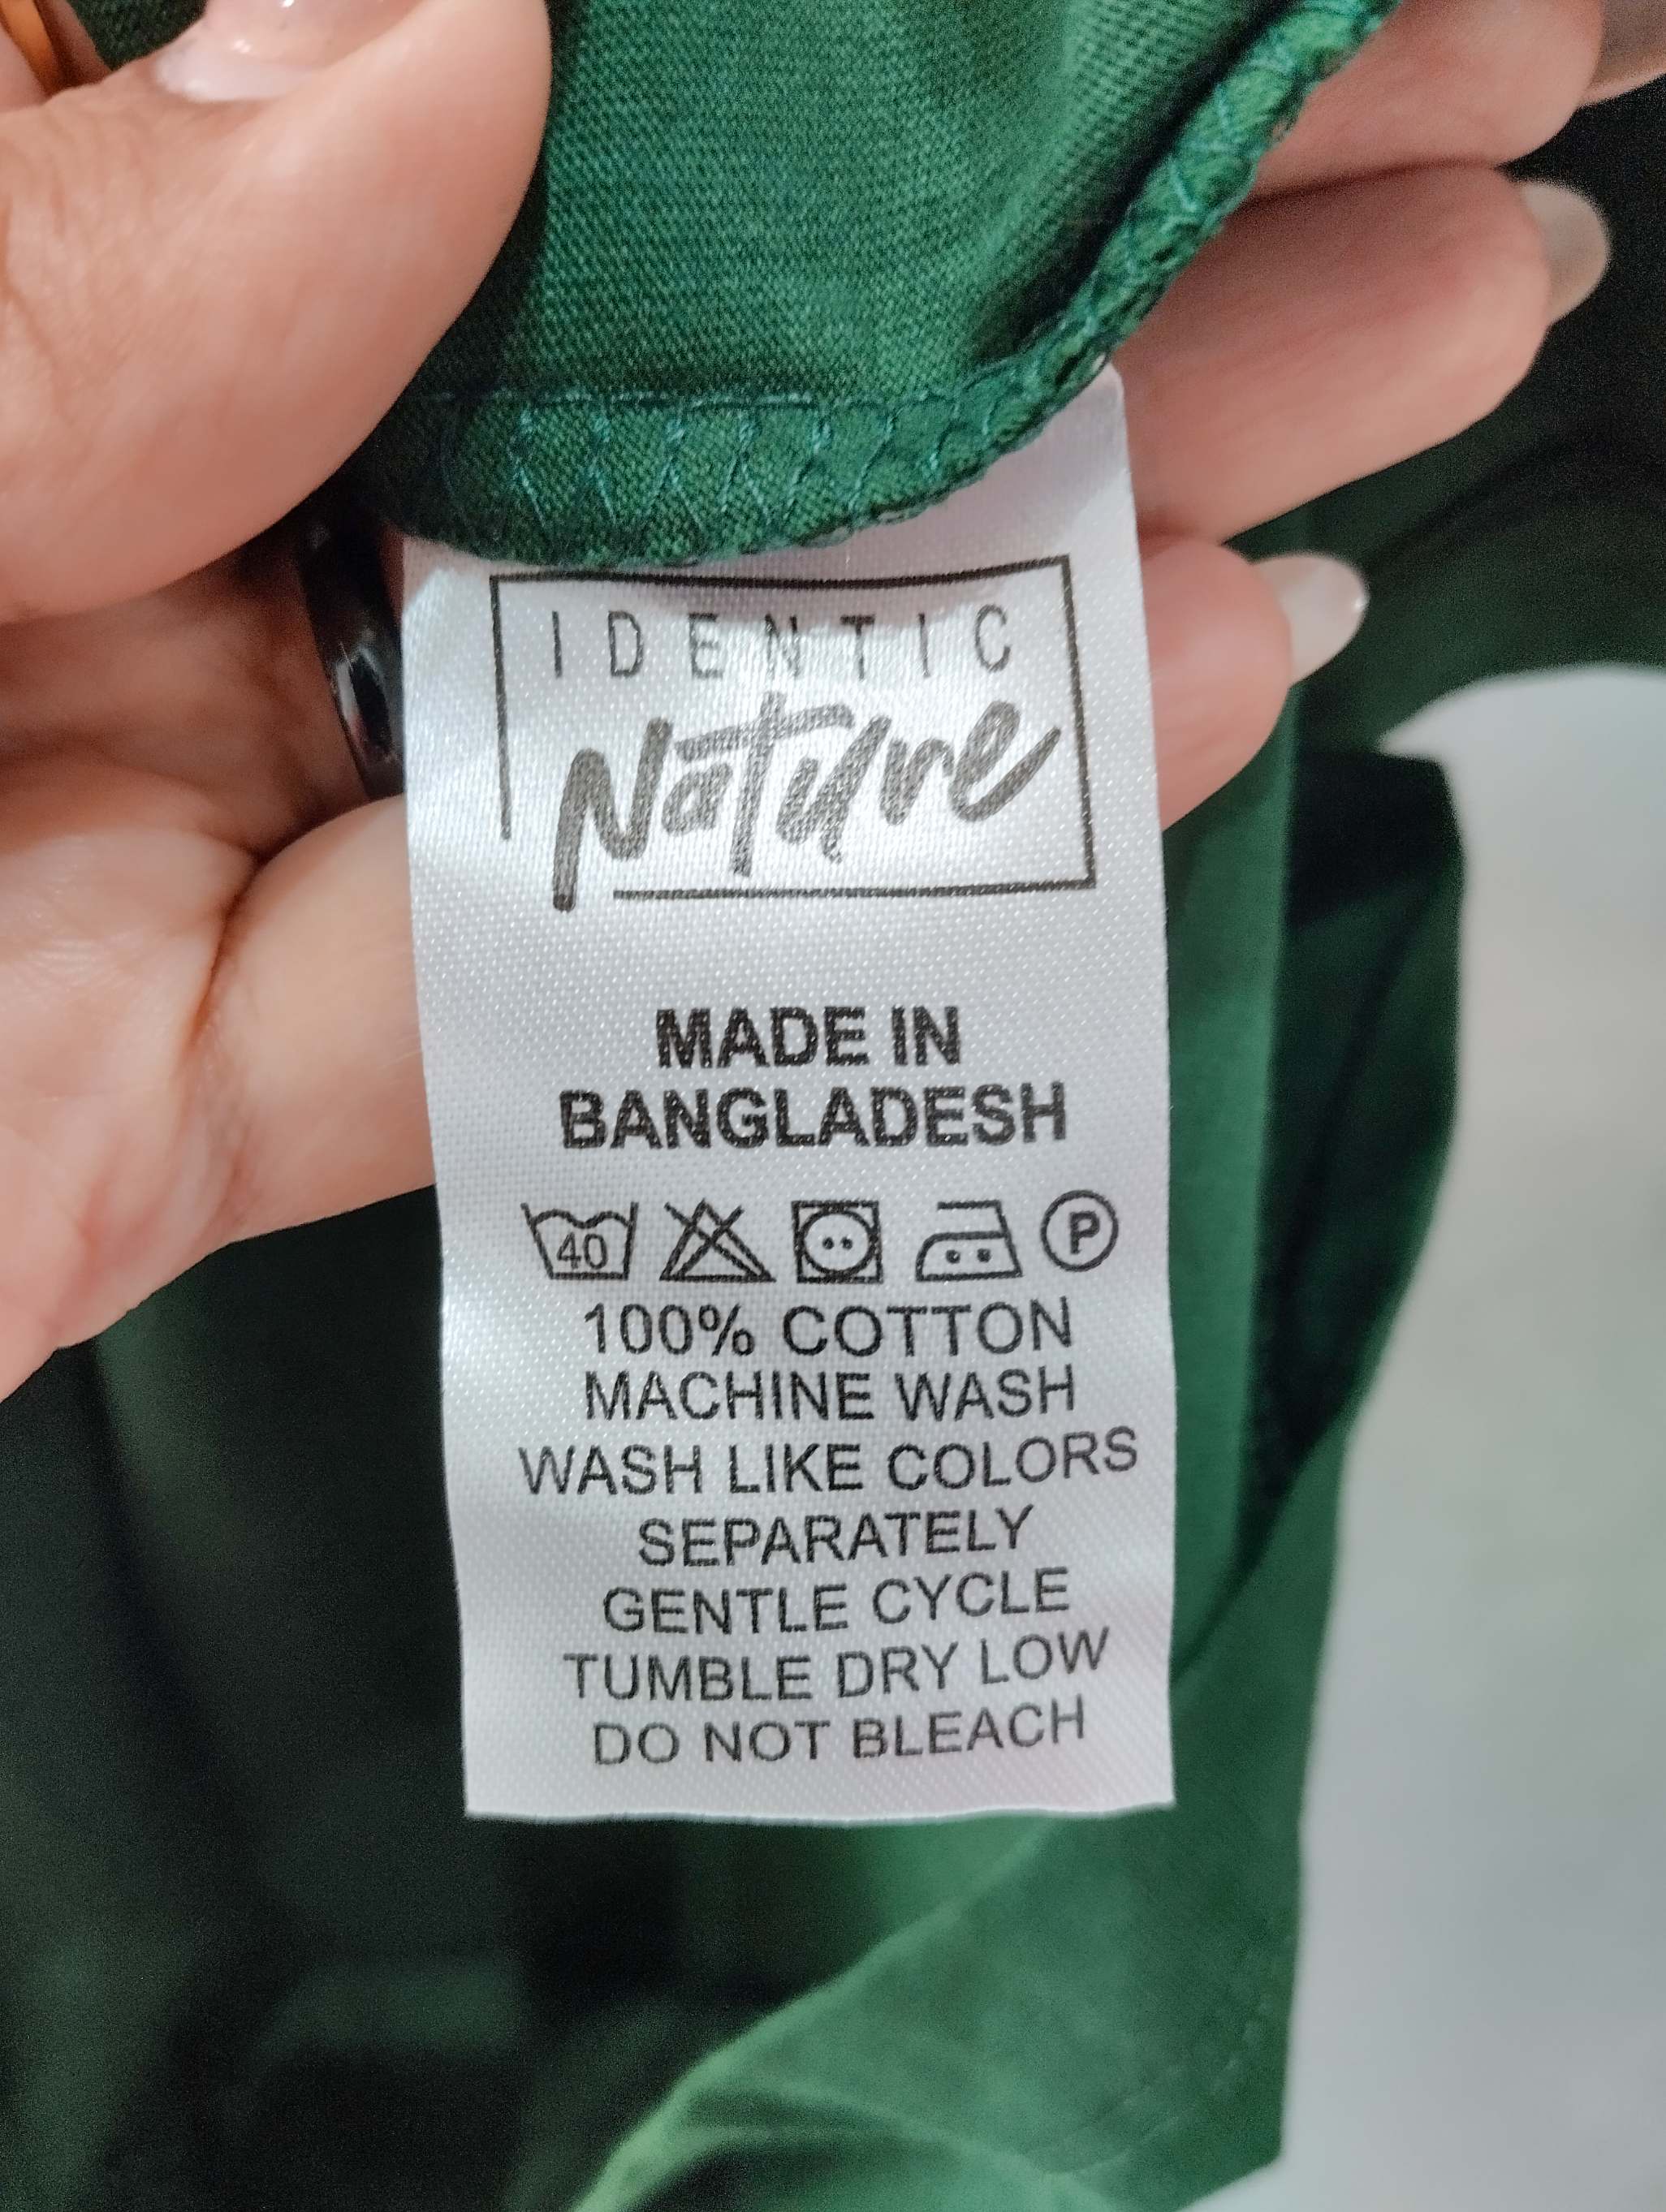 IDENTIC
Nature
MADE IN
BANGLADESH
40 P
100% COTTON
MACHINE WASH
WASH LIKE COLORS
SEPARATELY
GENTLE CYCLE
TUMBLE DRY LOW
DO NOT BLEACH